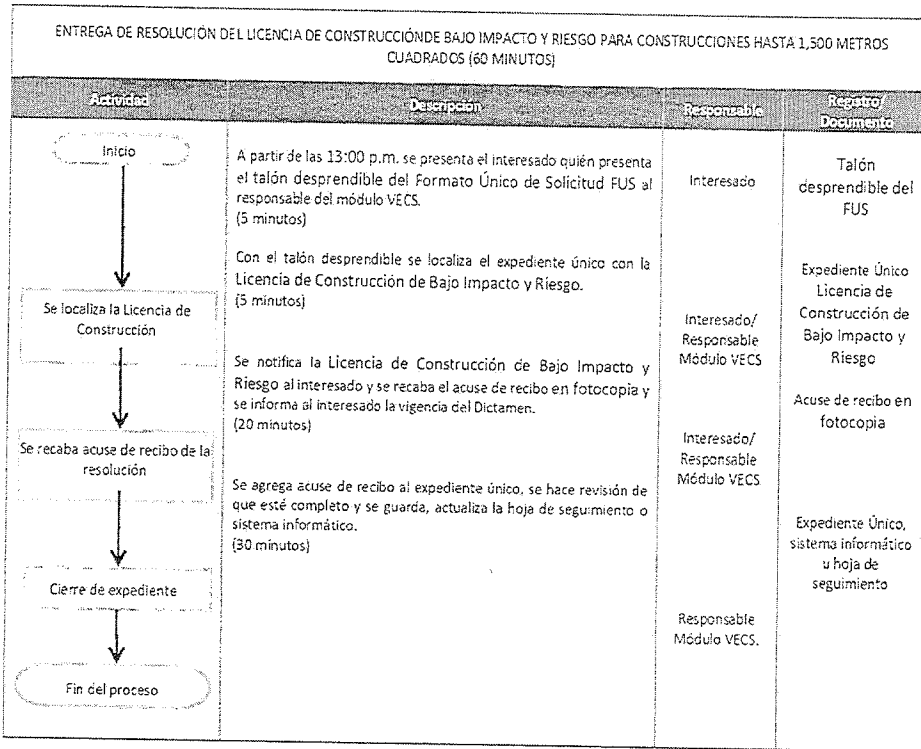 ENTREGA DE RESOLUCIÓN DEL LICENCIA DE CONSTRUCCIÓNDE BAJO IMPACTO Y RIESGO PARA CONSTRUCCIONES HASTA 1,500 METROS
CUADRADOS (60 MINUTOS)
Actividad
Descripción
Responsable
Registro/
Documento
Inicio
A partir de las 13:00 p.m. se presenta el interesado quién presenta
el talón desprendible del Formato Único de Solicitud FUS al
responsable del módulo VECS.
(5 minutos)
Interesado
Talón
desprendible del
FUS
Con el talón desprendible se localiza el expediente único con la
Licencia de Construcción de Bajo Impacto y Riesgo.
(5 minutos)
Se localiza la Licencia de
Construcción
Interesado/
Responsable
Módulo VECS
Expediente Único
Licencia de
Construcción de
Bajo Impacto y
Riesgo
Se notifica la Licencia de Construcción de Bajo Impacto y
Riesgo al interesado y se recaba el acuse de recibo en fotocopia y
se informa al interesado la vigencia del Dictamen.
(20 minutos)
Acuse de recibo en
fotocopia
Se recaba acuse de recibo de la
resolución
Interesado/
Responsable
Módulo VECS
Se agrega acuse de recibo al expediente único, se hace revisión de
que esté completo y se guarda, actualiza la hoja de seguimiento o
sistema informático.
(30 minutos)
Expediente Único,
sistema informático
u hoja de
seguimiento
Cierre de expediente
Responsable
Módulo VECS.
Fin del proceso